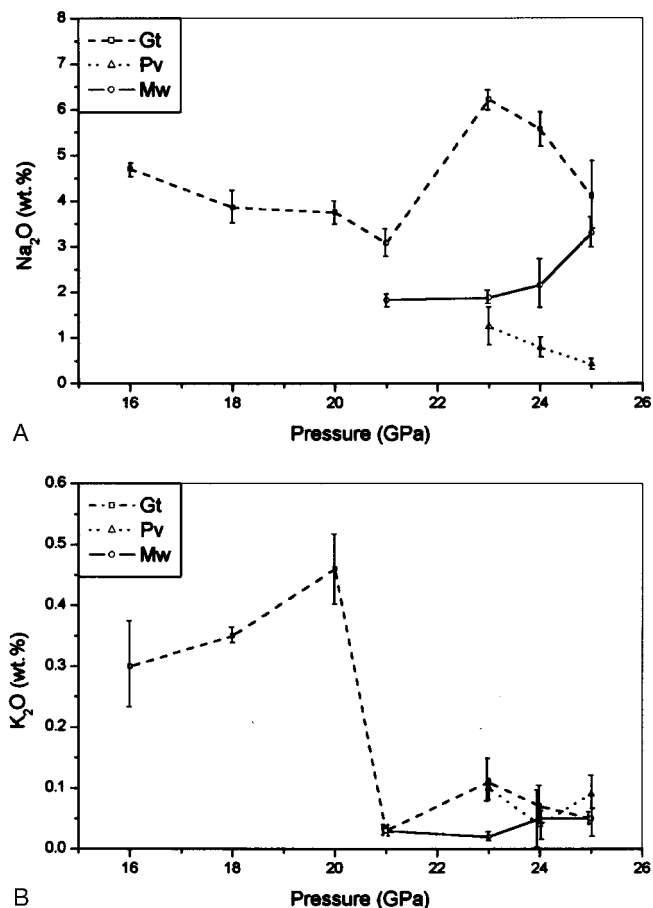 8
7
6
5
4
3
2
1
0
Na₂O (wt.%)
Gt
Pv
Mw
16 18 20 22 24 26
Pressure (GPa)
A
0.6
0.5
0.4
0.3
0.2
0.1
0.0
K₂O (wt.%)
Gt
Pv
Mw
16 18 20 22 24 26
Pressure (GPa)
B